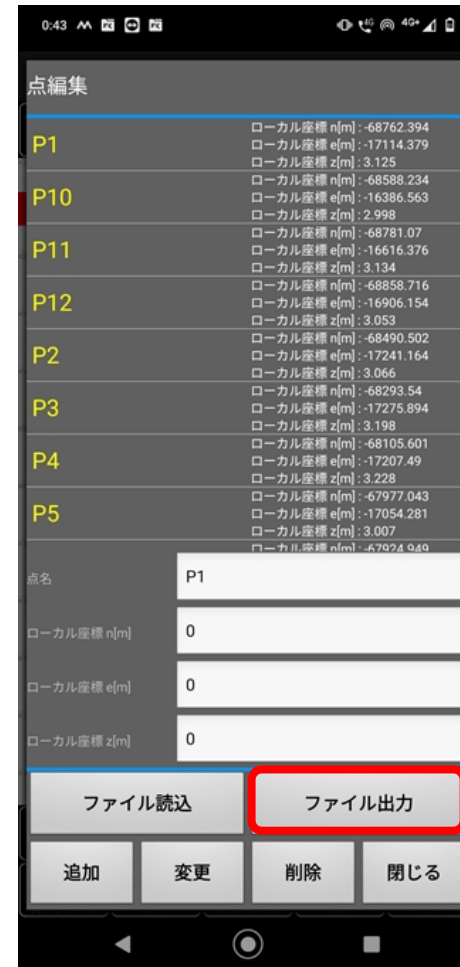 0:43
4G 4G+
点編集
P1
ローカル座標 n[m] : -68762.394
ローカル座標 e[m] : -17114.379
ローカル座標 z[m] : 3.125
P10
ローカル座標 n[m] : -68588.234
ローカル座標 e[m] : -16386.563
ローカル座標 z[m] : 2.998
P11
ローカル座標 n[m] : -68781.07
ローカル座標 e[m] : -16616.376
ローカル座標 z[m] : 3.134
P12
ローカル座標 n[m] : -68858.716
ローカル座標 e[m] : -16906.154
ローカル座標 z[m] : 3.053
P2
ローカル座標 n[m] : -68490.502
ローカル座標 e[m] : -17241.164
ローカル座標 z[m] : 3.066
P3
ローカル座標 n[m] : -68293.54
ローカル座標 e[m] : -17275.894
ローカル座標 z[m] : 3.198
P4
ローカル座標 n[m] : -68105.601
ローカル座標 e[m] : -17207.49
ローカル座標 z[m] : 3.228
P5
ローカル座標 n[m] : -67977.043
ローカル座標 e[m] : -17054.281
ローカル座標 z[m] : 3.007
ローカル座標 n[m] : -67924.949
点名 P1
ローカル座標 n[m] 0
ローカル座標 e[m] 0
ローカル座標 z[m] 0
ファイル読込 ファイル出力
追加 変更 削除 閉じる